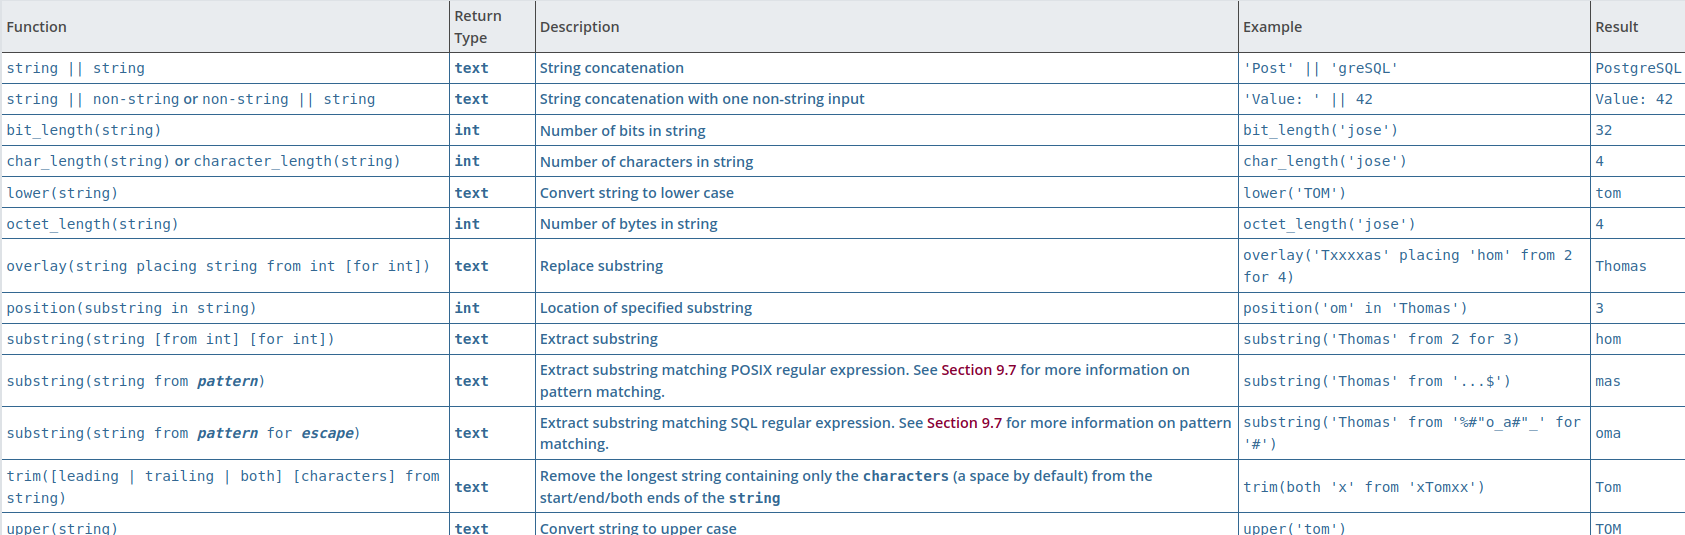 Function Return Type Description Example Result
string || string text String concatenation 'Post' || 'greSQL' PostgreSQL
string || non-string or non-string || string text String concatenation with one non-string input 'Value: ' || 42 Value: 42
bit_length(string) int Number of bits in string bit_length('jose') 32
char_length(string) or character_length(string) int Number of characters in string char_length('jose') 4
lower(string) text Convert string to lower case lower('TOM') tom
octet_length(string) int Number of bytes in string octet_length('jose') 4
overlay(string placing string from int [for int]) text Replace substring overlay('Txxxxas' placing 'hom' from 2
for 4) Thomas
position(substring in string) int Location of specified substring position('om' in 'Thomas') 3
substring(string [from int] [for int]) text Extract substring substring('Thomas' from 2 for 3) hom
substring(string from pattern) text Extract substring matching POSIX regular expression. See Section 9.7 for more information on
pattern matching. substring('Thomas' from '...$') mas
substring(string from pattern for escape) text Extract substring matching SQL regular expression. See Section 9.7 for more information on pattern
matching. substring('Thomas' from '%#"o_a#"_' for
'#') oma
trim([leading | trailing | both] [characters] from
string) text Remove the longest string containing only the characters (a space by default) from the
start/end/both ends of the string trim(both 'x' from 'xTomxx') Tom
upper(string) text Convert string to upper case upper('tom') TOM